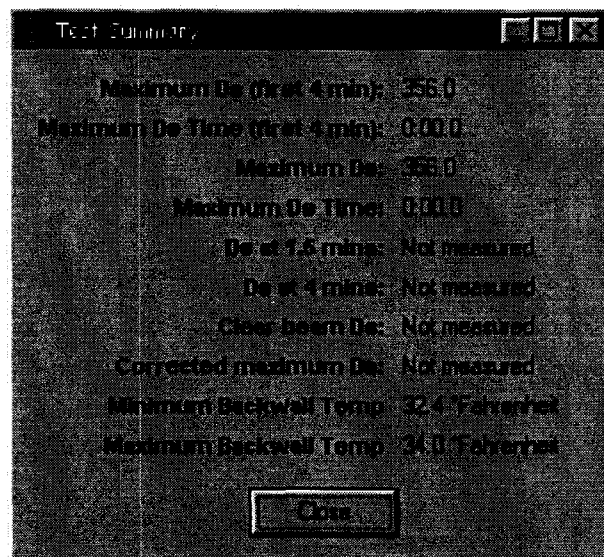 Test Summary
Maximum Ds (first 4 min): 356.0
Maximum Ds Time (first 4 min): 0:00.0
Maximum Ds: 356.0
Maximum Ds Time: 0:00.0
Ds at 1.5 mins: Not measured
Ds at 4 mins: Not measured
Clear beam Ds: Not measured
Corrected maximum Ds: Not measured
Minimum Backwall Temp 32.4 °Fahrenheit
Maximum Backwall Temp 34.0 °Fahrenheit
Close